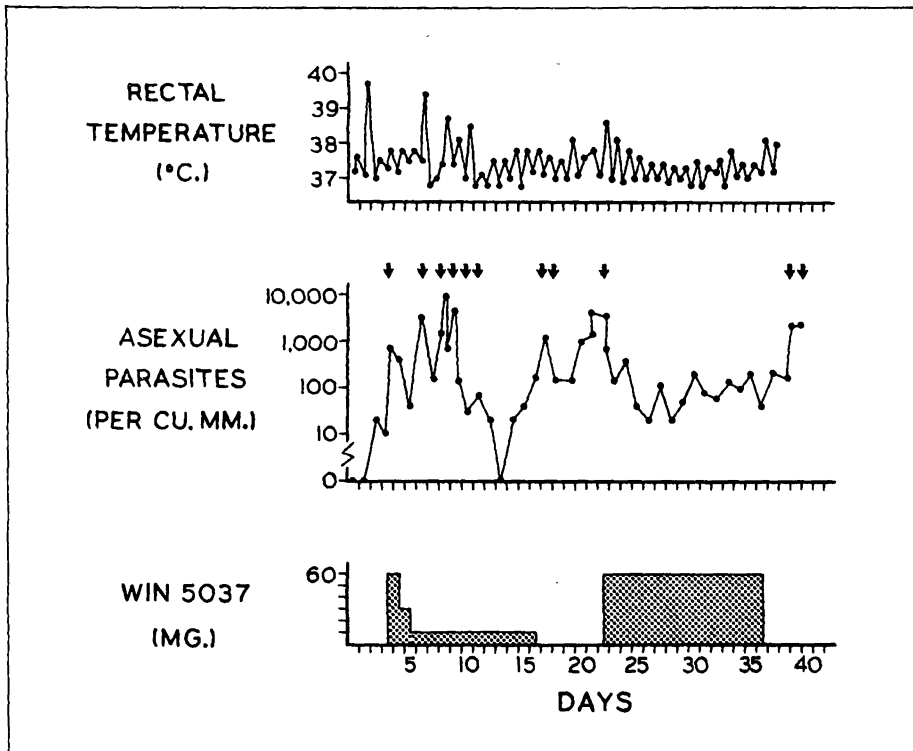 RECTAL
TEMPERATURE
(°C.)
40
39
38
37
ASEXUAL
PARASITES
(PER CU. MM.)
10,000
1,000
100
10
0
WIN 5037
(MG.)
60
5 10 15 20 25 30 35 40
DAYS